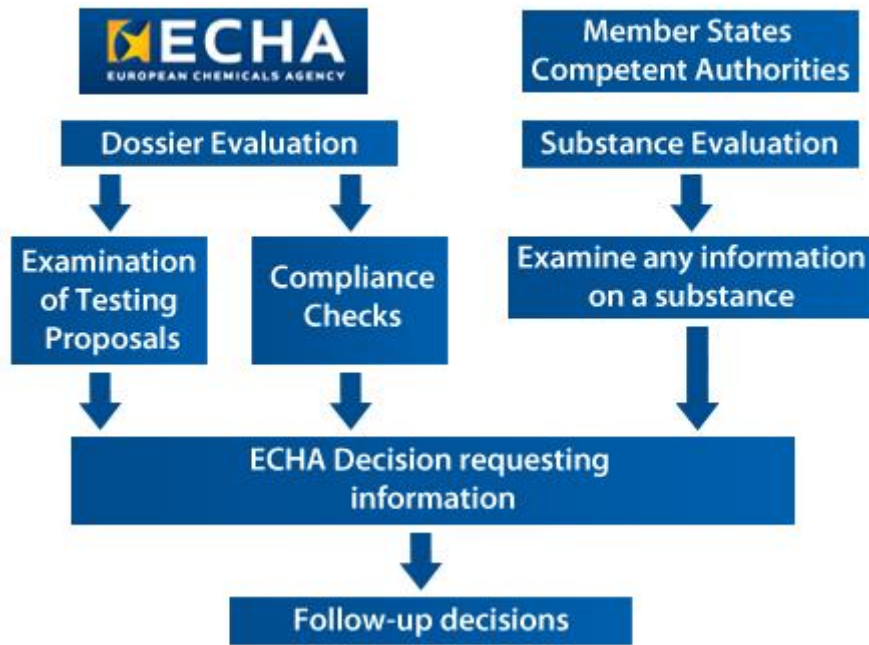 ECHA
EUROPEAN CHEMICALS AGENCY
Member States
Competent Authorities
Dossier Evaluation
Substance Evaluation
Examination
of Testing
Proposals
Compliance
Checks
Examine any information
on a substance
ECHA Decision requesting
information
Follow-up decisions